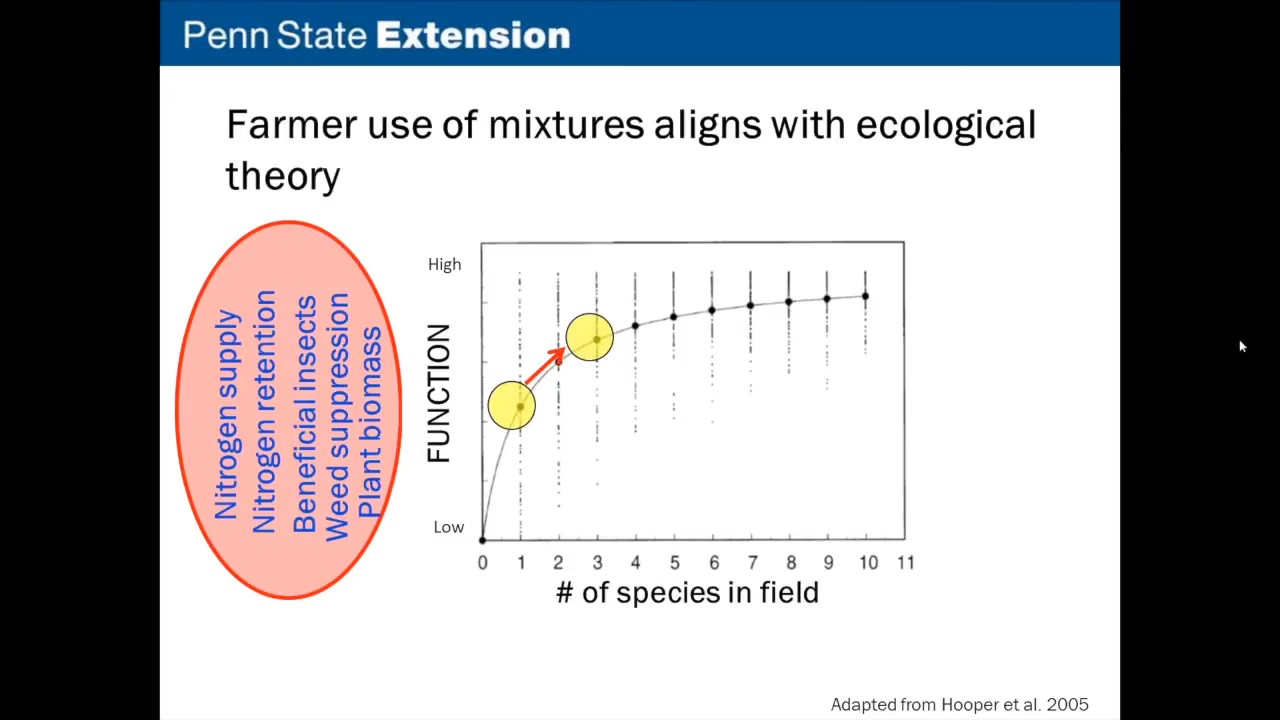 Penn State Extension
Farmer use of mixtures aligns with ecological
theory
Nitrogen supply
Nitrogen retention
Beneficial insects
Weed suppression
Plant biomass
High
FUNCTION
Low
0 1 2 3 4 5 6 7 8 9 10 11
# of species in field
Adapted from Hooper et al. 2005